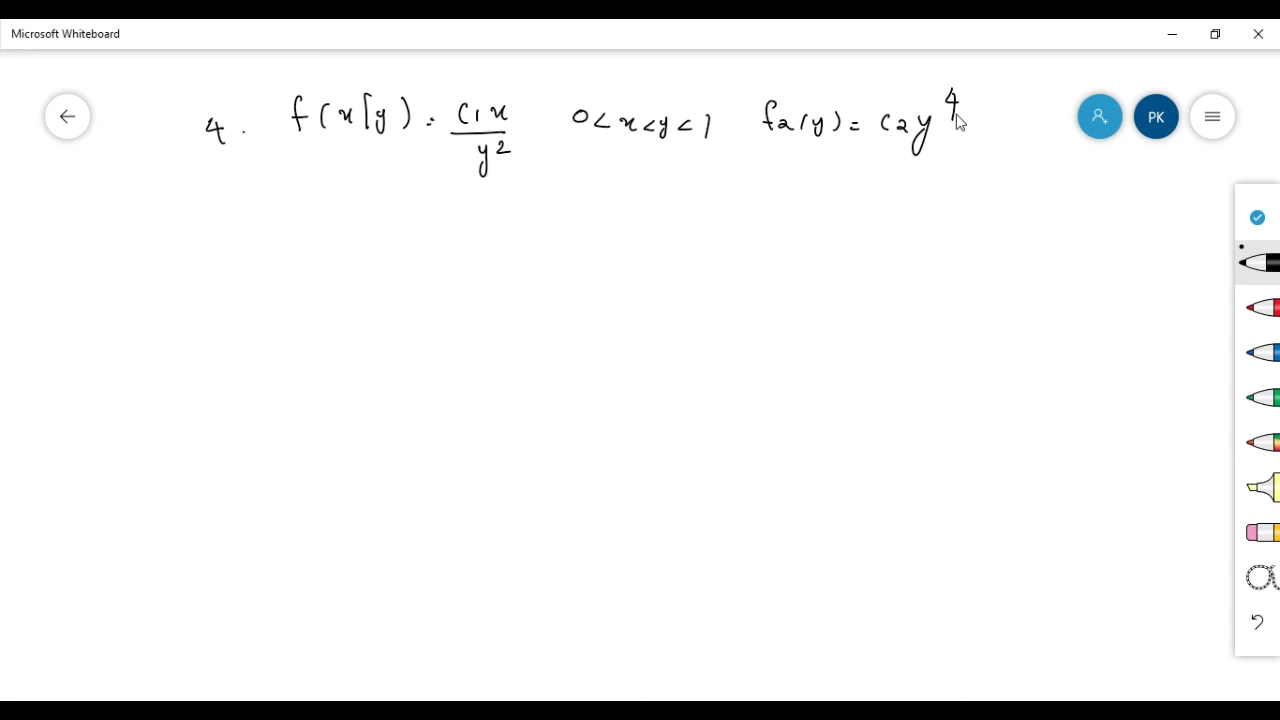 Microsoft Whiteboard
4. f(x|y) = c1x/y² 0<x<y<1 f2(y) = c2y⁴
PK